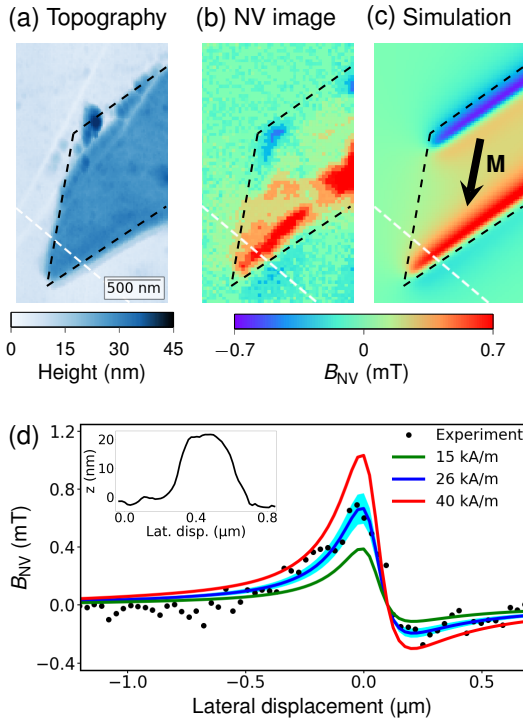 (a) Topography
(b) NV image
(c) Simulation
M
500 nm
0 15 30 45
Height (nm)
−0.7 0 0.7
B_NV (mT)
(d)
1.2
0.8
0.4
0.0
−0.4
B_NV (mT)
20
10
0
z (nm)
0.0 0.4 0.8
Lat. disp. (μm)
Experiment
15 kA/m
26 kA/m
40 kA/m
−1.0 −0.5 0.0 0.5
Lateral displacement (μm)